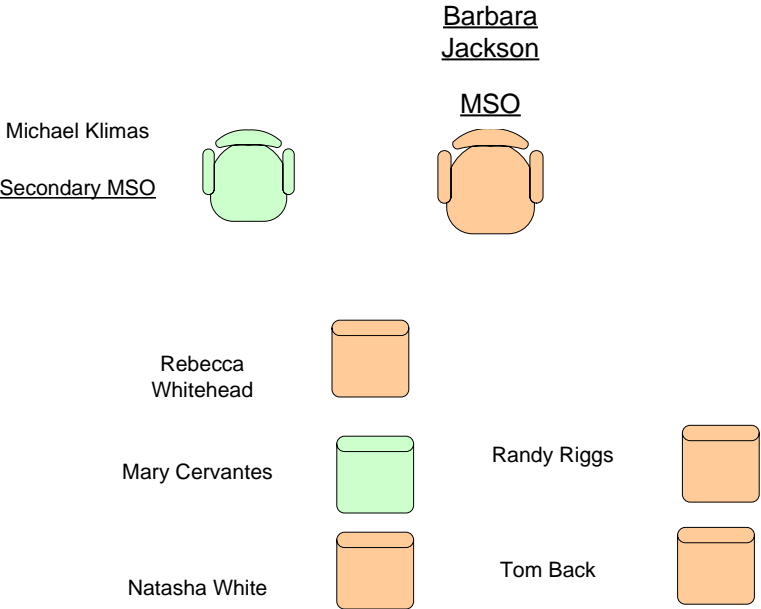 Barbara
Jackson
MSO
Michael Klimas
Secondary MSO
Rebecca
Whitehead
Mary Cervantes
Randy Riggs
Natasha White
Tom Back